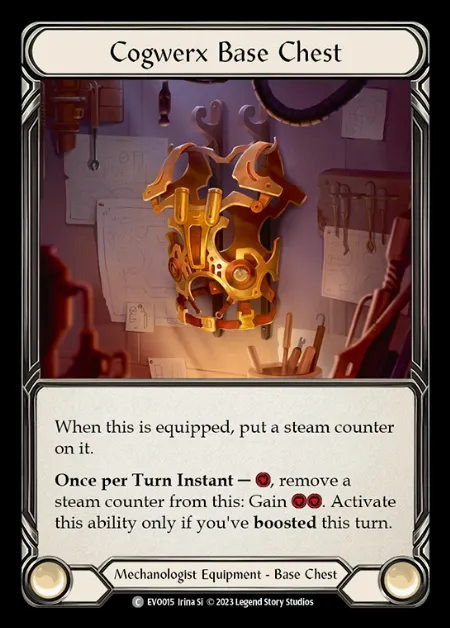 Cogwerx Base Chest
When this is equipped, put a steam counter
on it.
Once per Turn Instant — , remove a
steam counter from this: Gain . Activate
this ability only if you've boosted this turn.
Mechanologist Equipment - Base Chest
C EVO015 Irina Si © 2023 Legend Story Studios